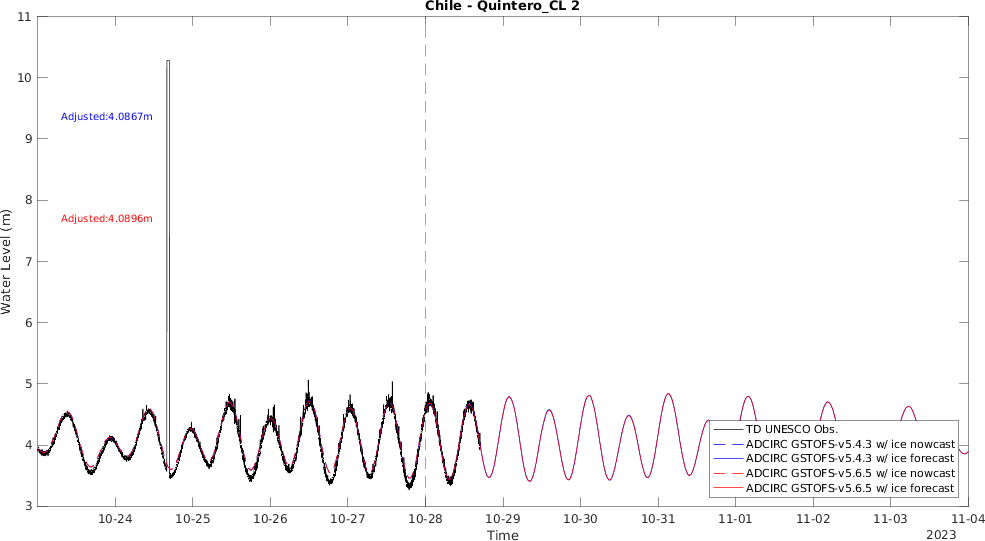 Chile - Quintero_CL 2
Water Level (m)
11
10
9
8
7
6
5
4
3
Adjusted:4.0867m
Adjusted:4.0896m
TD UNESCO Obs.
ADCIRC GSTOFS-v5.4.3 w/ ice nowcast
ADCIRC GSTOFS-v5.4.3 w/ ice forecast
ADCIRC GSTOFS-v5.6.5 w/ ice nowcast
ADCIRC GSTOFS-v5.6.5 w/ ice forecast
10-24 10-25 10-26 10-27 10-28 10-29 10-30 10-31 11-01 11-02 11-03 11-04
Time
2023